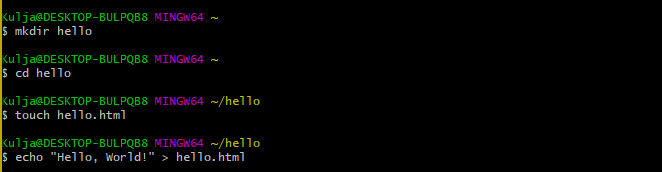 Kulja@DESKTOP-BULPQB8 MINGW64 ~
$ mkdir hello
Kulja@DESKTOP-BULPQB8 MINGW64 ~
$ cd hello
Kulja@DESKTOP-BULPQB8 MINGW64 ~/hello
$ touch hello.html
Kulja@DESKTOP-BULPQB8 MINGW64 ~/hello
$ echo "Hello, World!" > hello.html